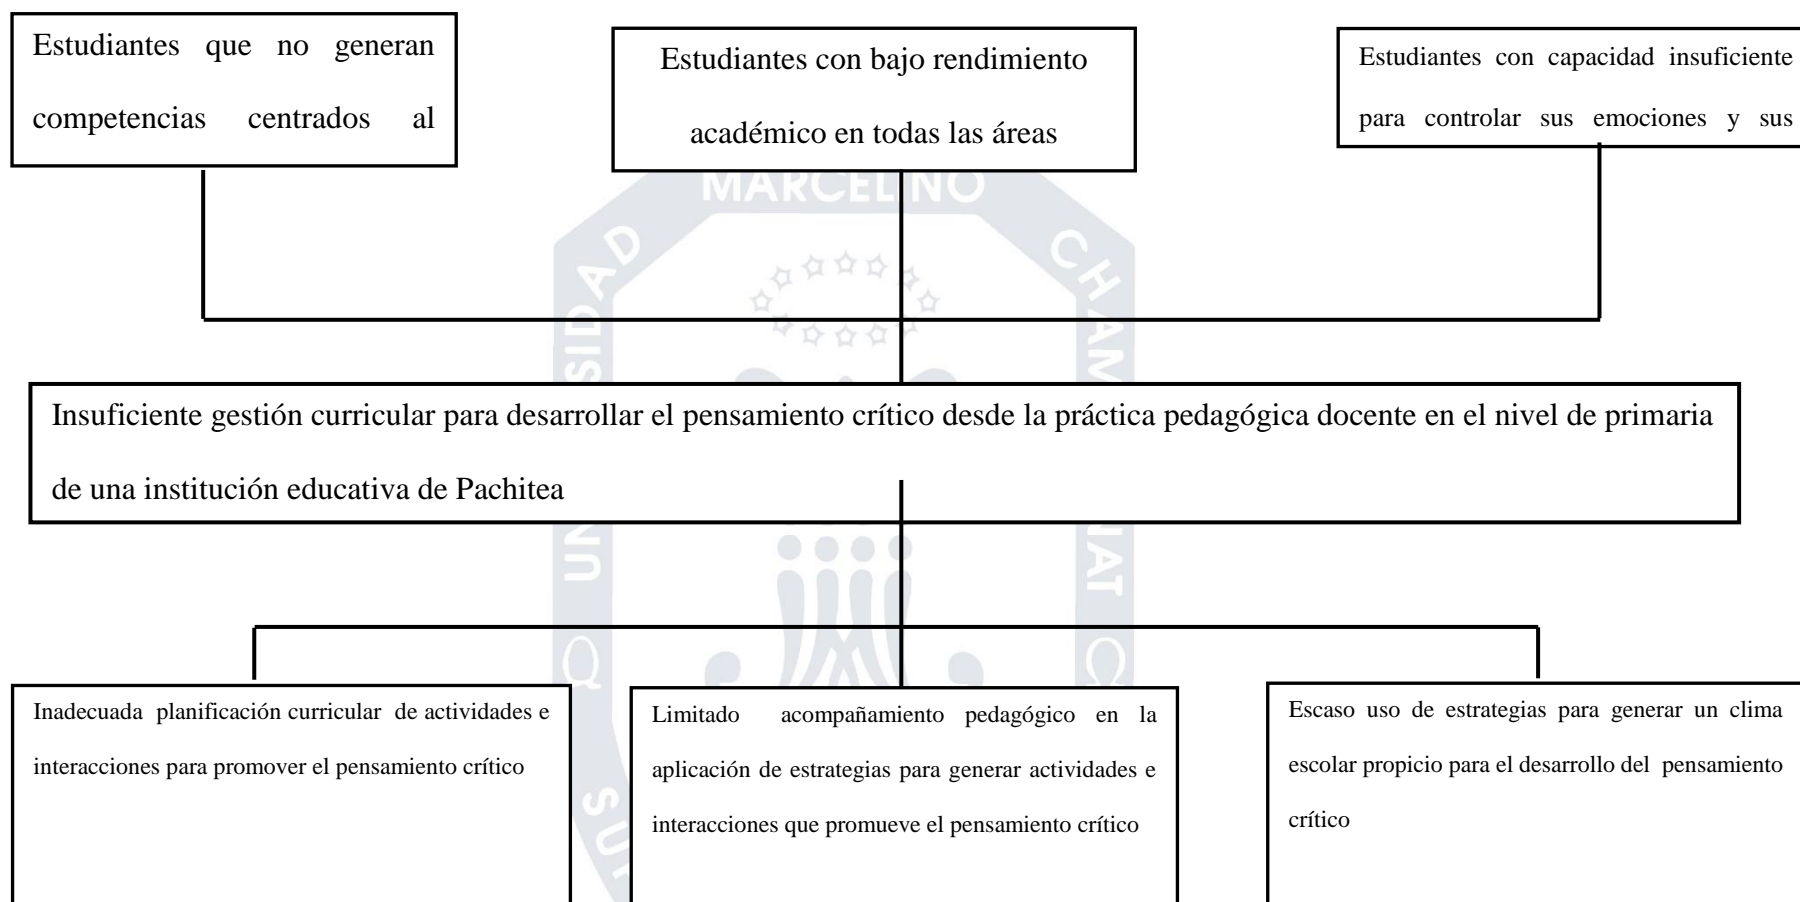 Estudiantes que no generan
competencias centrados al
Estudiantes con bajo rendimiento
académico en todas las áreas
Estudiantes con capacidad insuficiente
para controlar sus emociones y sus
MARCELINO
Insuficiente gestión curricular para desarrollar el pensamiento crítico desde la práctica pedagógica docente en el nivel de primaria
de una institución educativa de Pachitea
Inadecuada planificación curricular de actividades e
interacciones para promover el pensamiento crítico
Limitado acompañamiento pedagógico en la
aplicación de estrategias para generar actividades e
interacciones que promueve el pensamiento crítico
Escaso uso de estrategias para generar un clima
escolar propicio para el desarrollo del pensamiento
crítico